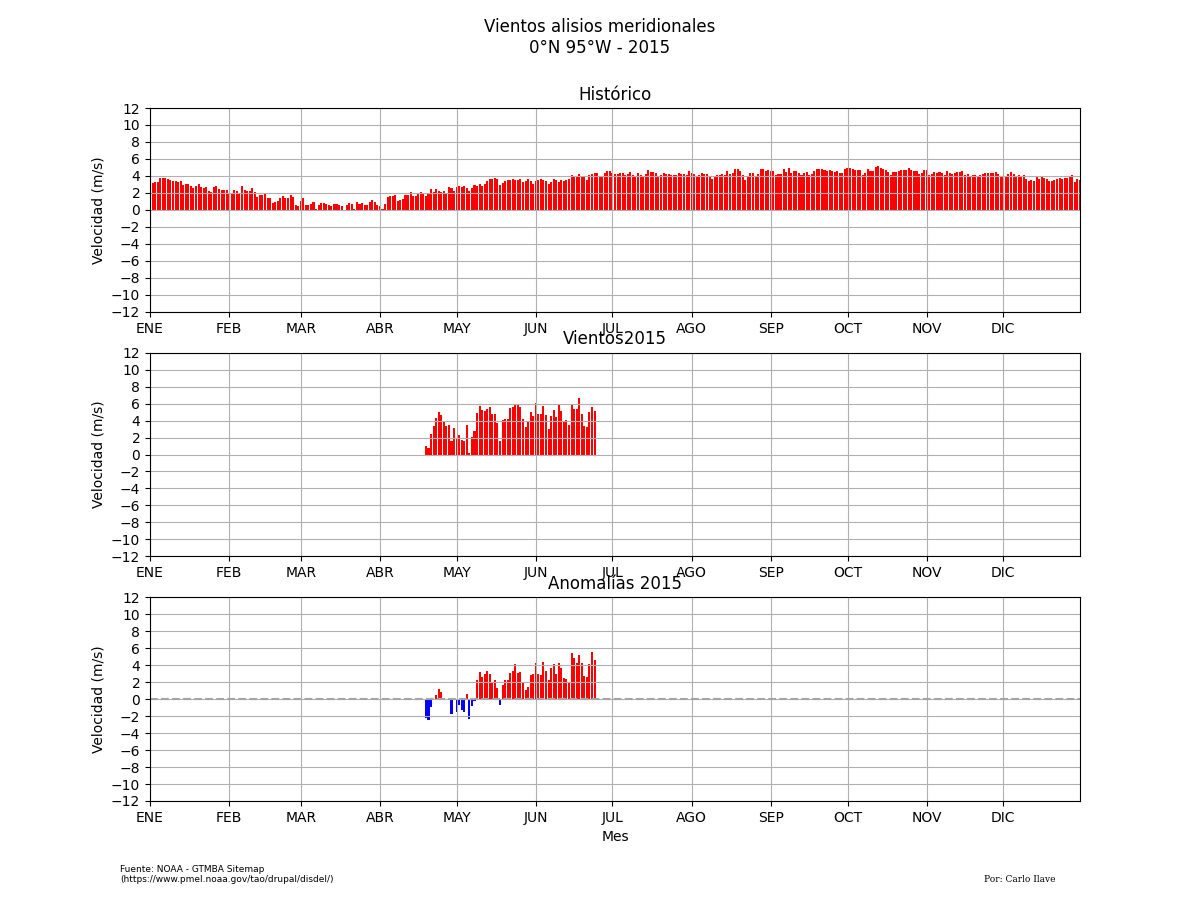 Vientos alisios meridionales
0°N 95°W - 2015
Histórico
12
10
8
6
4
2
0
−2
−4
−6
−8
−10
−12
Velocidad (m/s)
ENE FEB MAR ABR MAY JUN JUL AGO SEP OCT NOV DIC
Vientos2015
12
10
8
6
4
2
0
−2
−4
−6
−8
−10
−12
Velocidad (m/s)
ENE FEB MAR ABR MAY JUN JUL AGO SEP OCT NOV DIC
Anomalías 2015
12
10
8
6
4
2
0
−2
−4
−6
−8
−10
−12
Velocidad (m/s)
ENE FEB MAR ABR MAY JUN JUL AGO SEP OCT NOV DIC
Mes
Fuente: NOAA - GTMBA Sitemap
(https://www.pmel.noaa.gov/tao/drupal/disdel/)
Por: Carlo Ilave